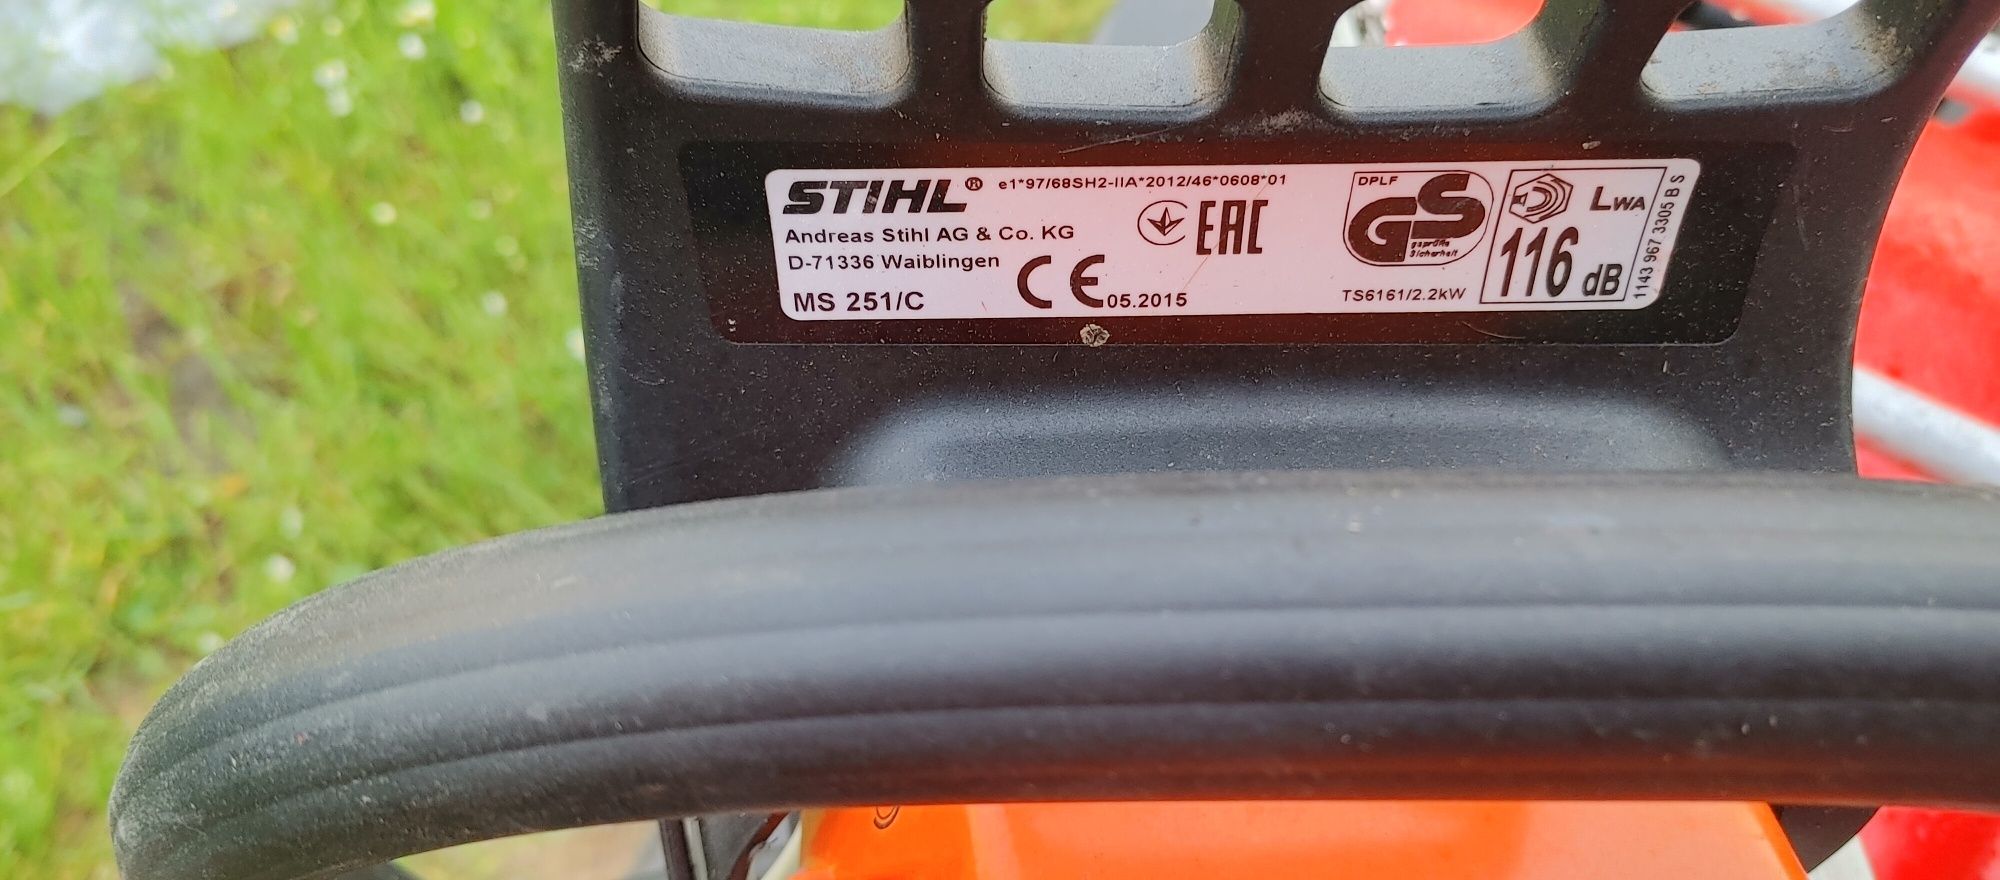 STIHL® e1*97/68SH2-IIA*2012/46*0608*01
Andreas Stihl AG & Co. KG
D-71336 Waiblingen
MS 251/C
CE 05.2015
EAC
DPLF
GS
geprüfte
Sicherheit
TS6161/2.2kW
LWA
116 dB
1143 967 3305 B S